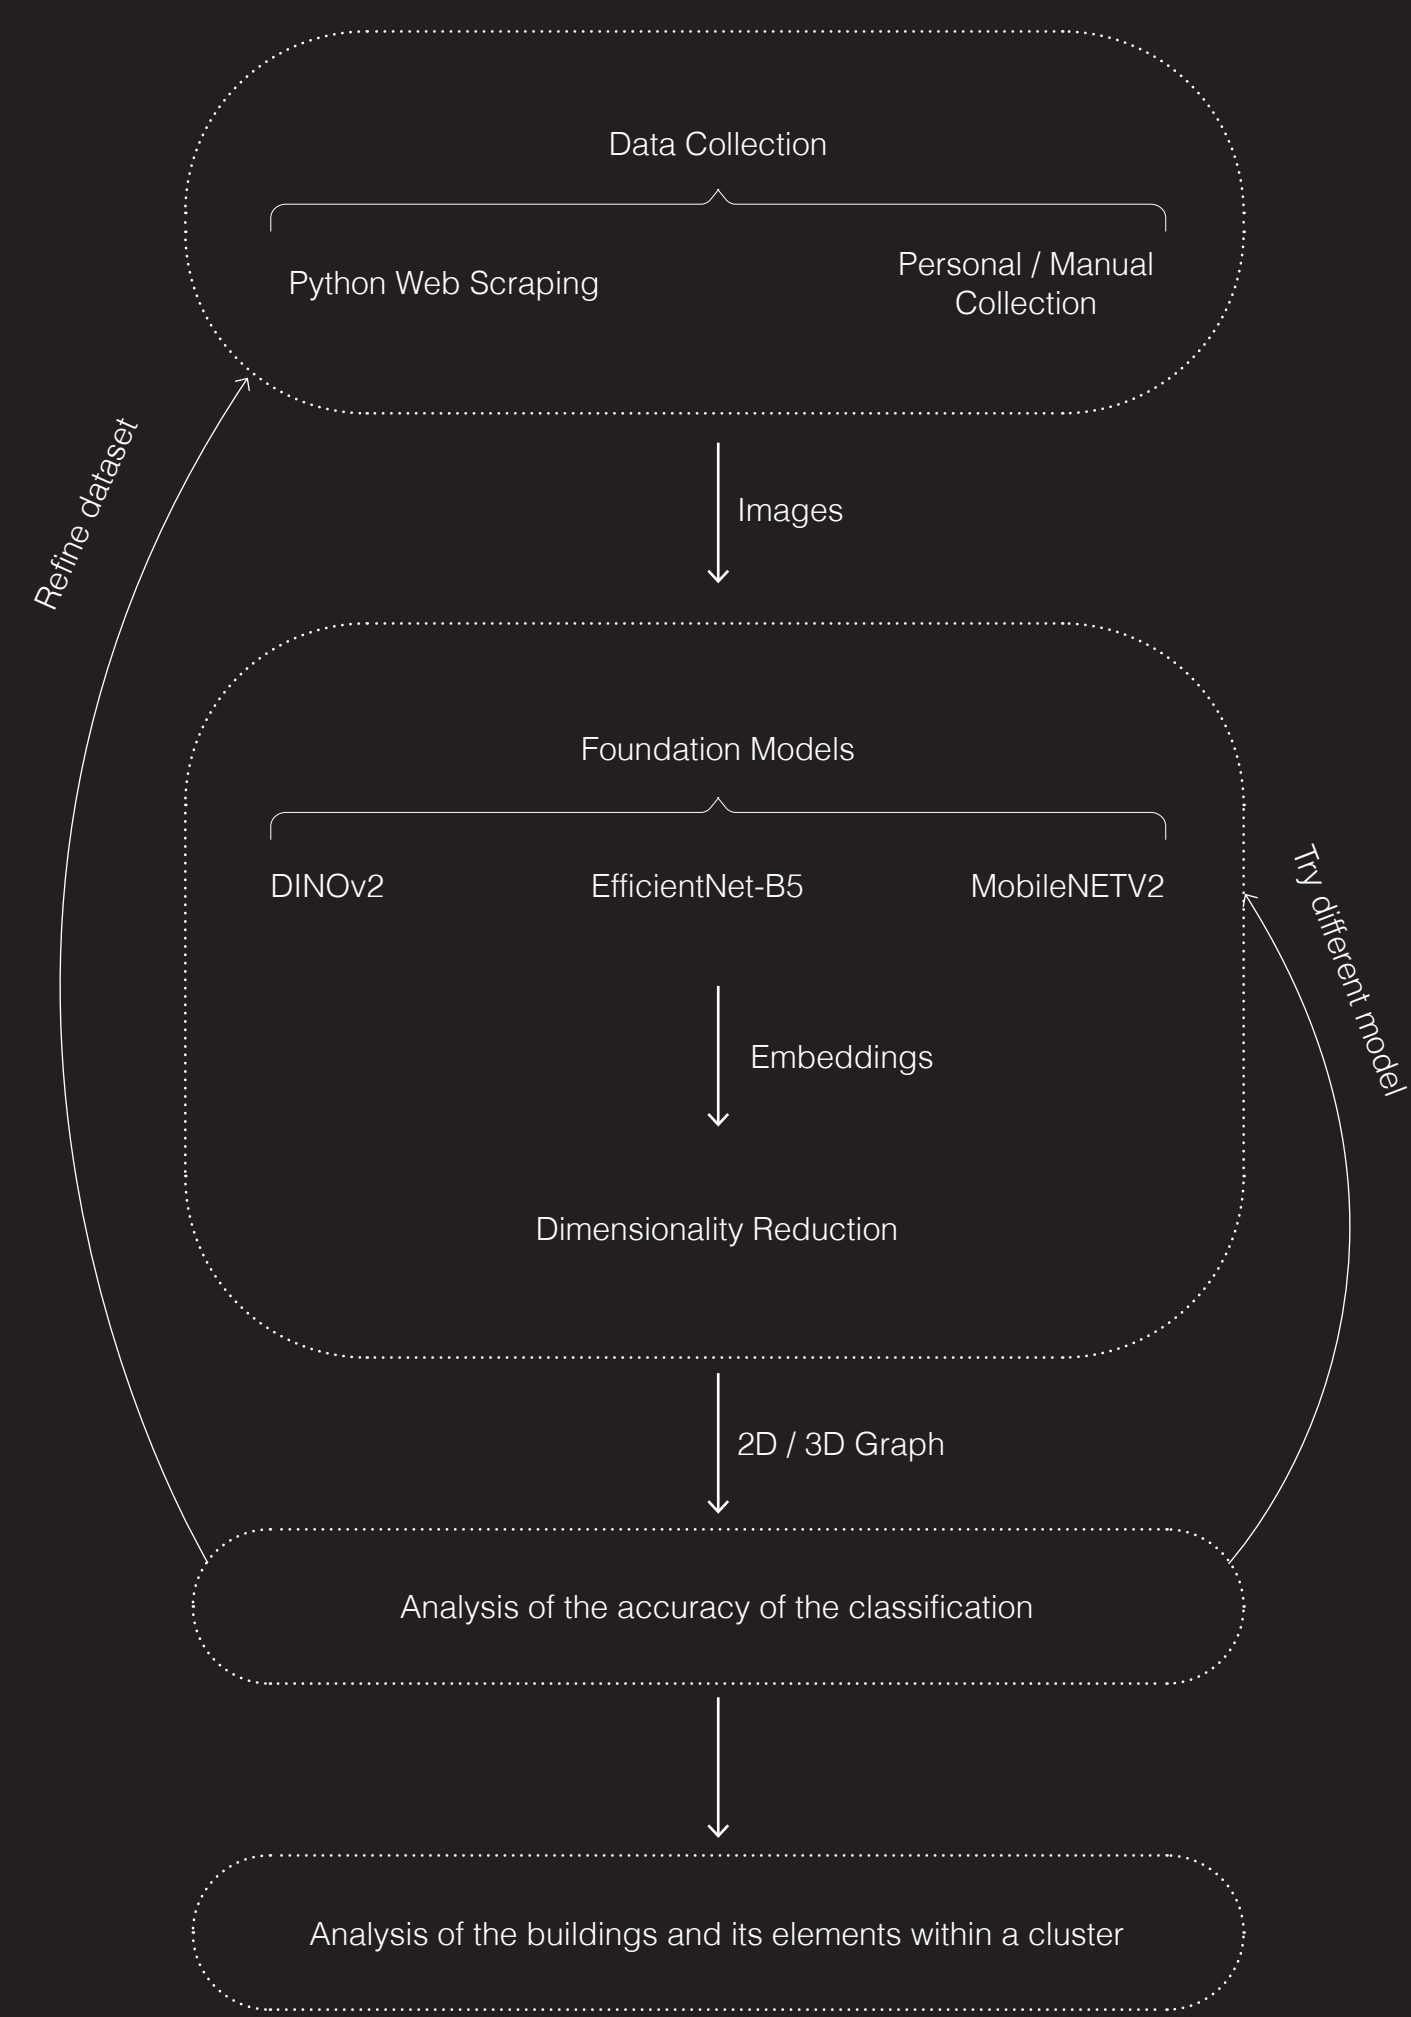 Data Collection
Python Web Scraping
Personal / Manual
Collection
Refine dataset
Images
Foundation Models
DINOv2
EfficientNet-B5
MobileNETV2
Try different model
Embeddings
Dimensionality Reduction
2D / 3D Graph
Analysis of the accuracy of the classification
Analysis of the buildings and its elements within a cluster